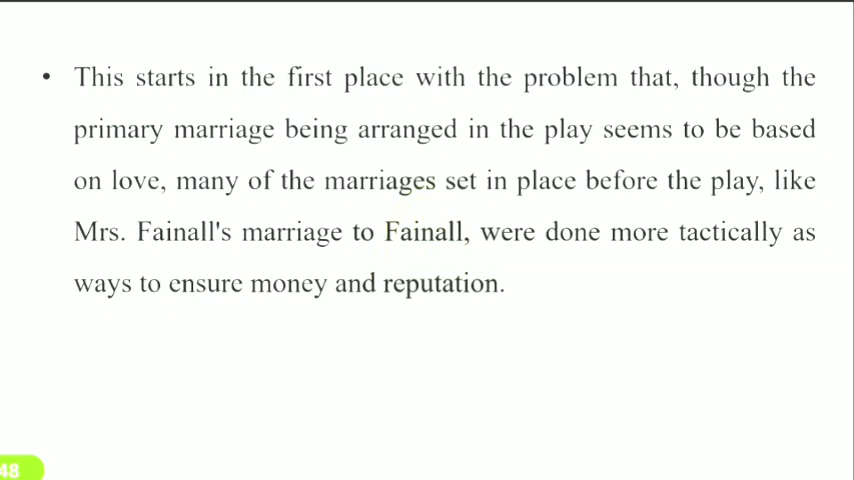 • This starts in the first place with the problem that, though the
primary marriage being arranged in the play seems to be based
on love, many of the marriages set in place before the play, like
Mrs. Fainall's marriage to Fainall, were done more tactically as
ways to ensure money and reputation.
48